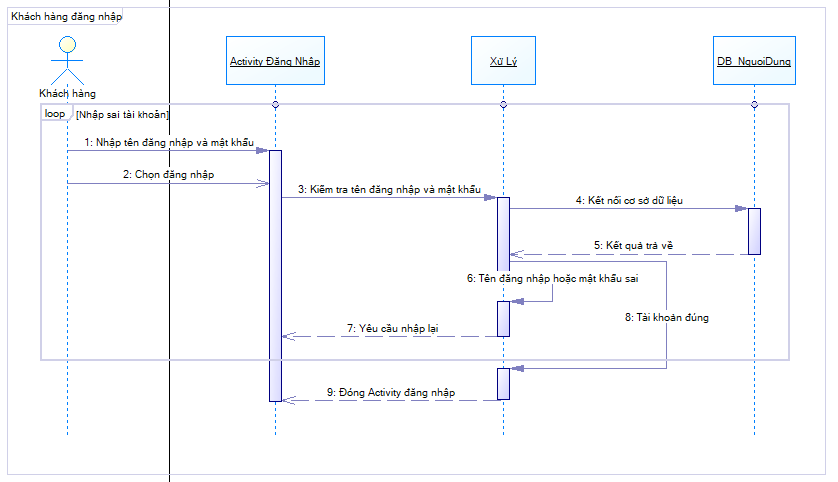 Khách hàng đăng nhập
Activity Đăng Nhập
Xử Lý
DB_NguoiDung
Khách hàng
loop
[Nhập sai tài khoản]
1: Nhập tên đăng nhập và mật khẩu
2: Chọn đăng nhập
3: Kiểm tra tên đăng nhập và mật khẩu
4: Kết nối cơ sở dữ liệu
5: Kết quả trả về
6: Tên đăng nhập hoặc mật khẩu sai
8: Tài khoản đúng
7: Yêu cầu nhập lại
9: Đóng Activity đăng nhập